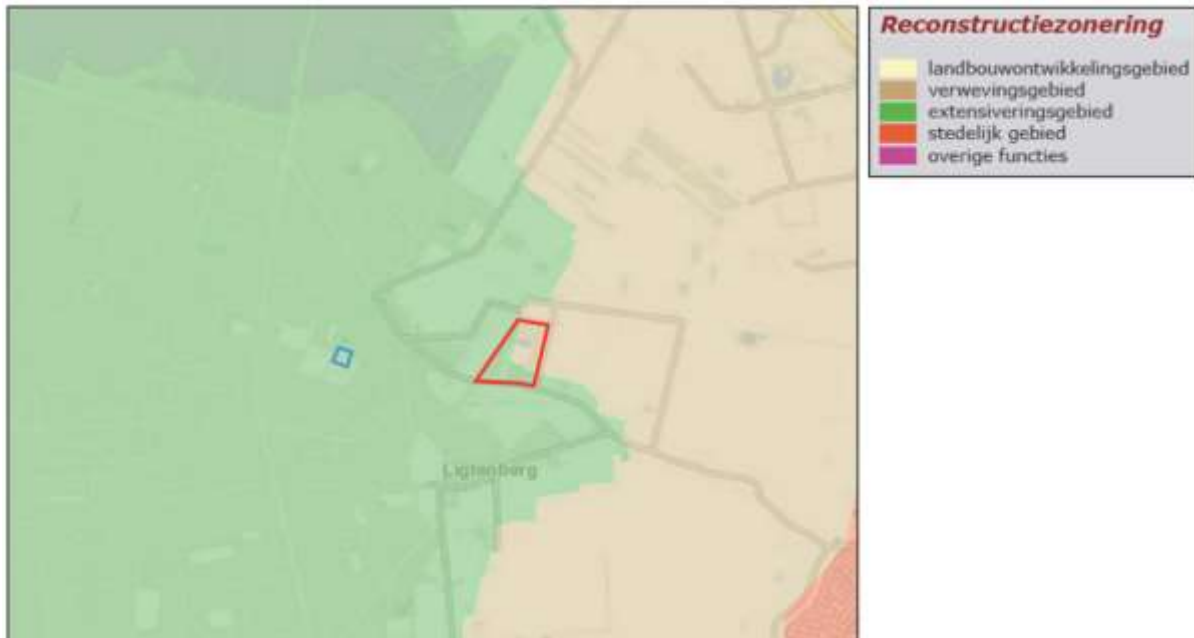 Reconstructiezonering
landbouwontwikkelingsgebied
verwevingsgebied
extensiveringsgebied
stedelijk gebied
overige functies
Ligtenberg